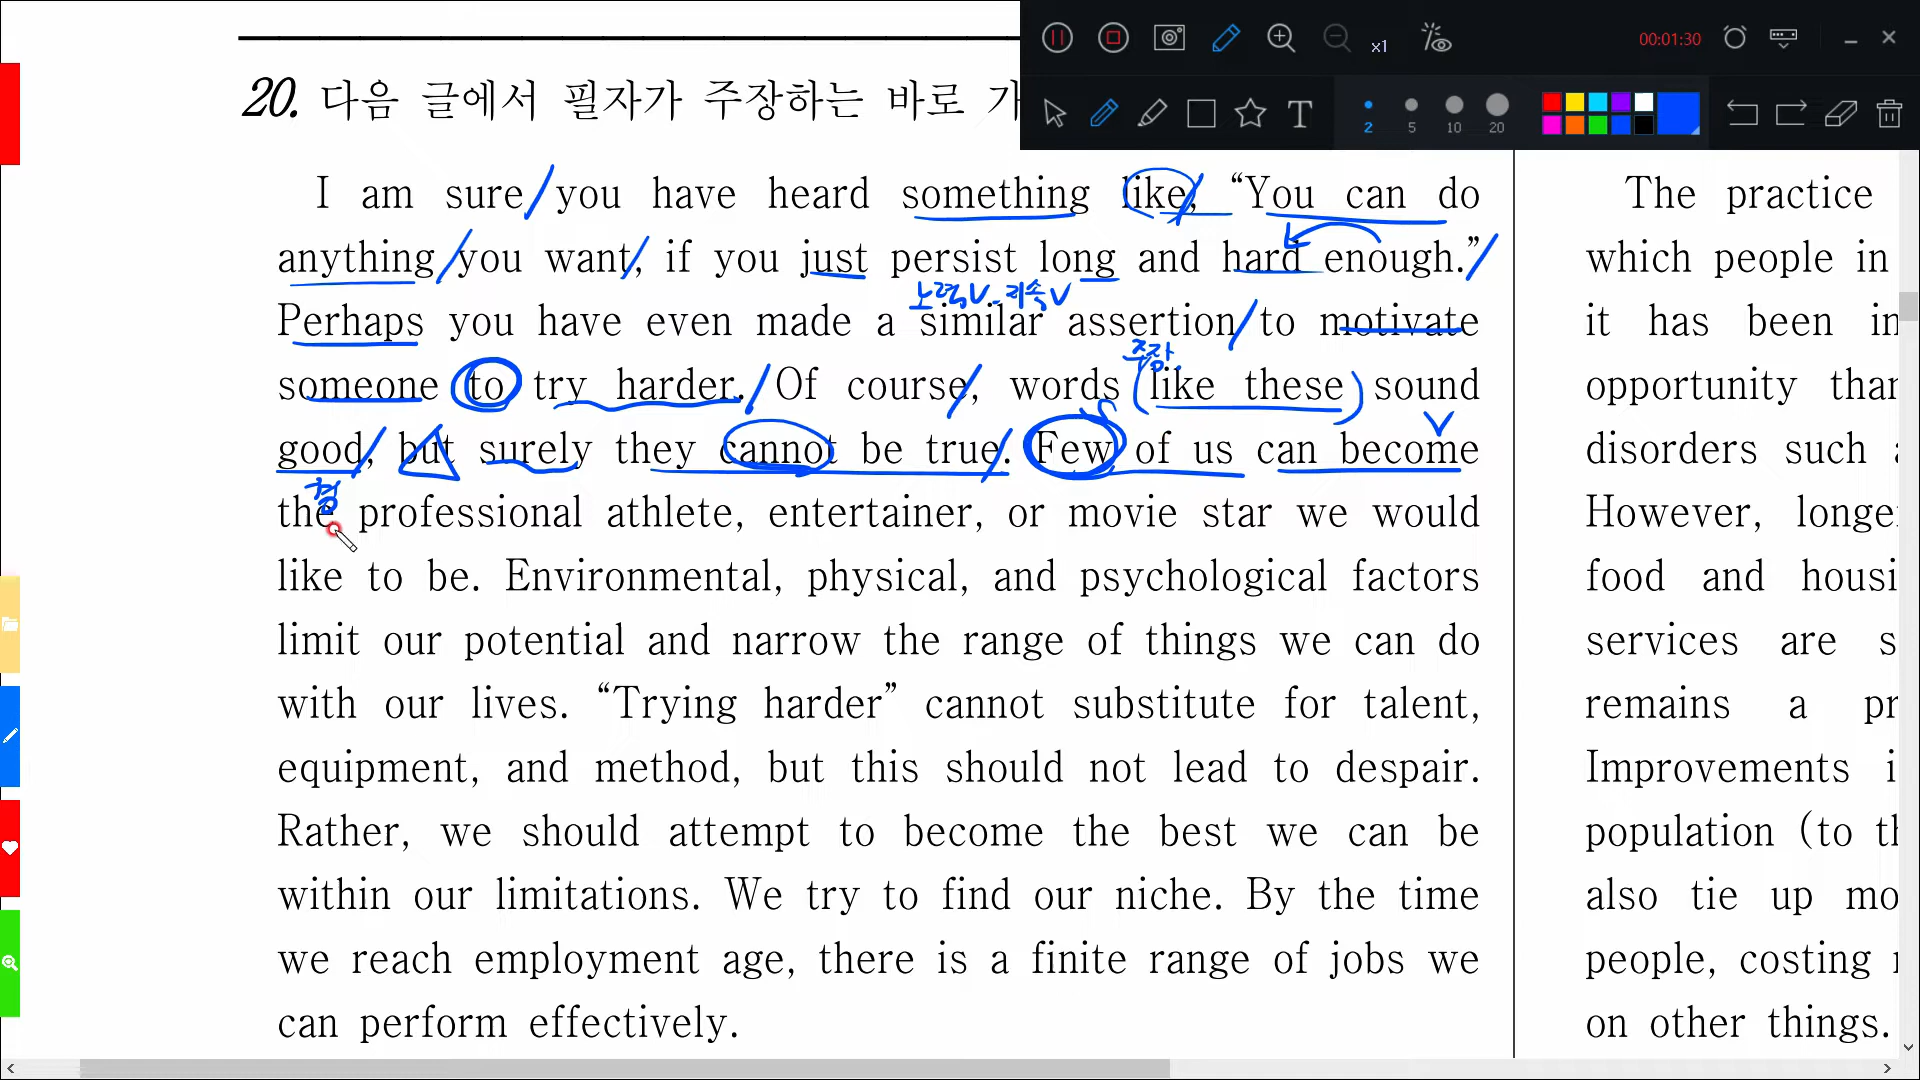 x1
00:01:30
2
5
10
20
20. 다음 글에서 필자가 주장하는 바로 가
I am sure you have heard something like, “You can do
anything you want, if you just persist long and hard enough.”
노력V - 지속V
Perhaps you have even made a similar assertion to motivate
주장
someone to try harder. Of course, words like these sound
S
V
good, but surely they cannot be true. Few of us can become
형
the professional athlete, entertainer, or movie star we would
like to be. Environmental, physical, and psychological factors
limit our potential and narrow the range of things we can do
with our lives. “Trying harder” cannot substitute for talent,
equipment, and method, but this should not lead to despair.
Rather, we should attempt to become the best we can be
within our limitations. We try to find our niche. By the time
we reach employment age, there is a finite range of jobs we
can perform effectively.
The practice
which people in
it has been in
opportunity than
disorders such
However, longe
food and housi
services are s
remains a pr
Improvements i
population (to th
also tie up mo
people, costing
on other things.